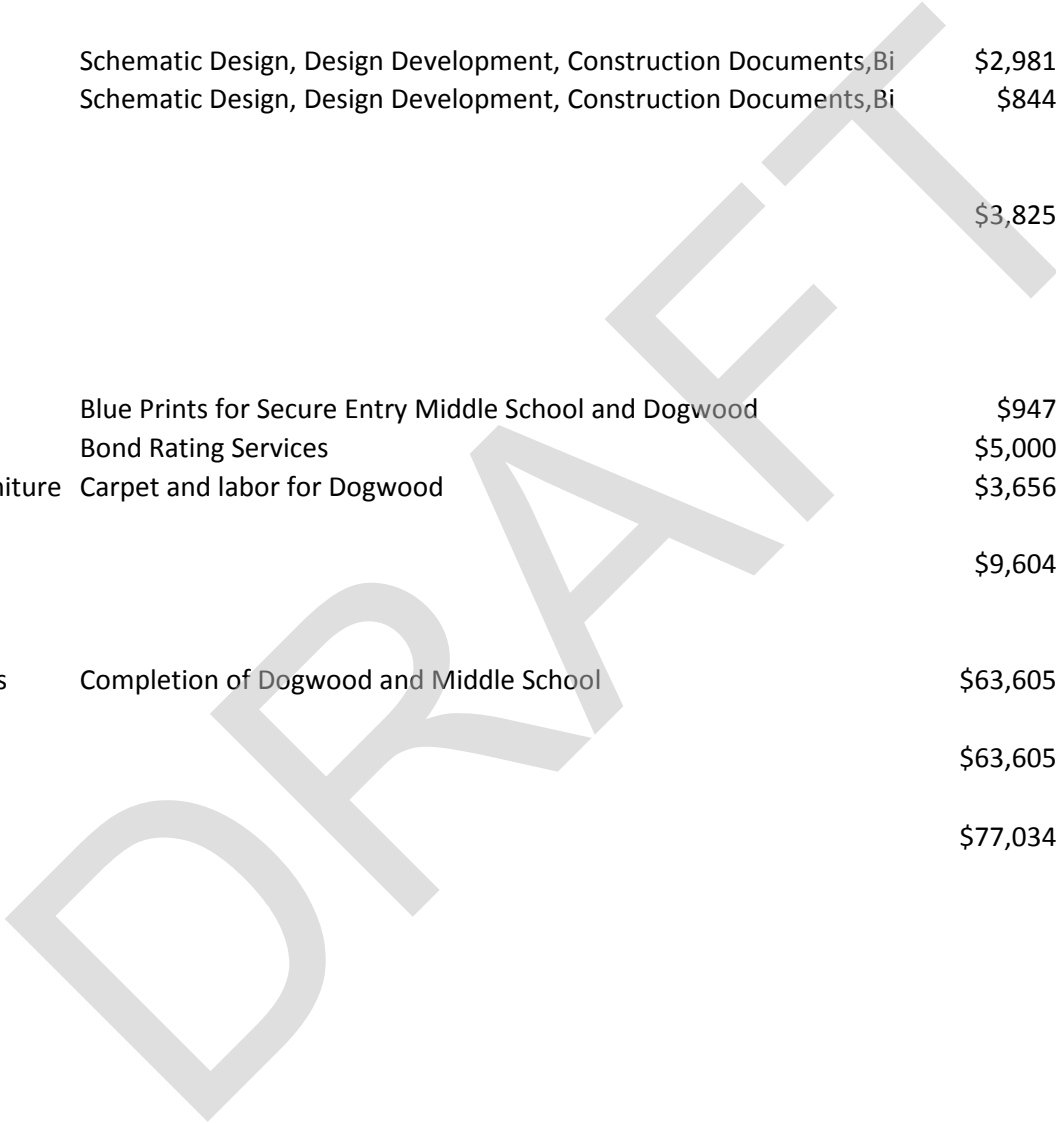 Schematic Design, Design Development, Construction Documents,Bi $2,981
Schematic Design, Design Development, Construction Documents,Bi $844
$3,825
Blue Prints for Secure Entry Middle School and Dogwood $947
Bond Rating Services $5,000
niture Carpet and labor for Dogwood $3,656
$9,604
s Completion of Dogwood and Middle School $63,605
$63,605
$77,034
DRAFT